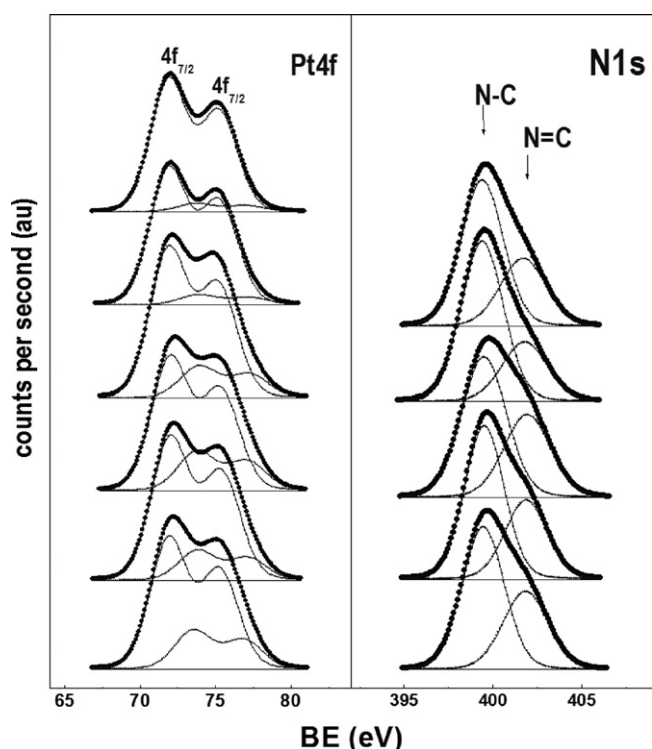 Pt4f
N1s
4f7/2
4f7/2
N-C
N=C
counts per second (au)
65 70 75 80 395 400 405
BE (eV)